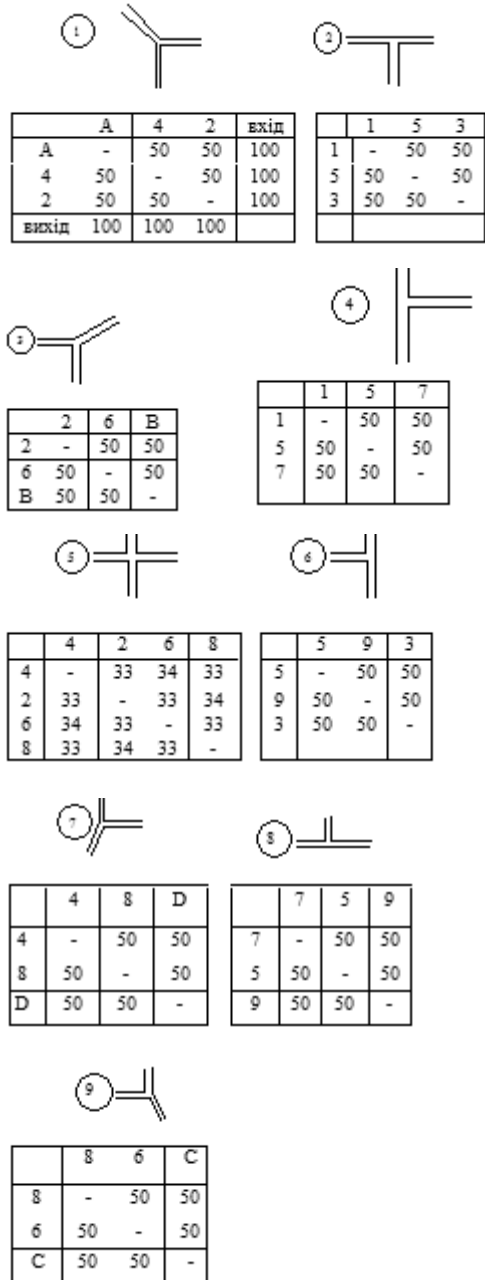 1 2
A 4 2 вхід
A - 50 50 100
4 50 - 50 100
2 50 50 - 100
вихід 100 100 100
1 5 3
1 - 50 50
5 50 - 50
3 50 50 -
3 4
2 6 B
2 - 50 50
6 50 - 50
B 50 50 -
1 5 7
1 - 50 50
5 50 - 50
7 50 50 -
5 6
4 2 6 8
4 - 33 34 33
2 33 - 33 34
6 34 33 - 33
8 33 34 33 -
5 9 3
5 - 50 50
9 50 - 50
3 50 50 -
7 8
4 8 D
4 - 50 50
8 50 - 50
D 50 50 -
7 5 9
7 - 50 50
5 50 - 50
9 50 50 -
9
8 6 C
8 - 50 50
6 50 - 50
C 50 50 -